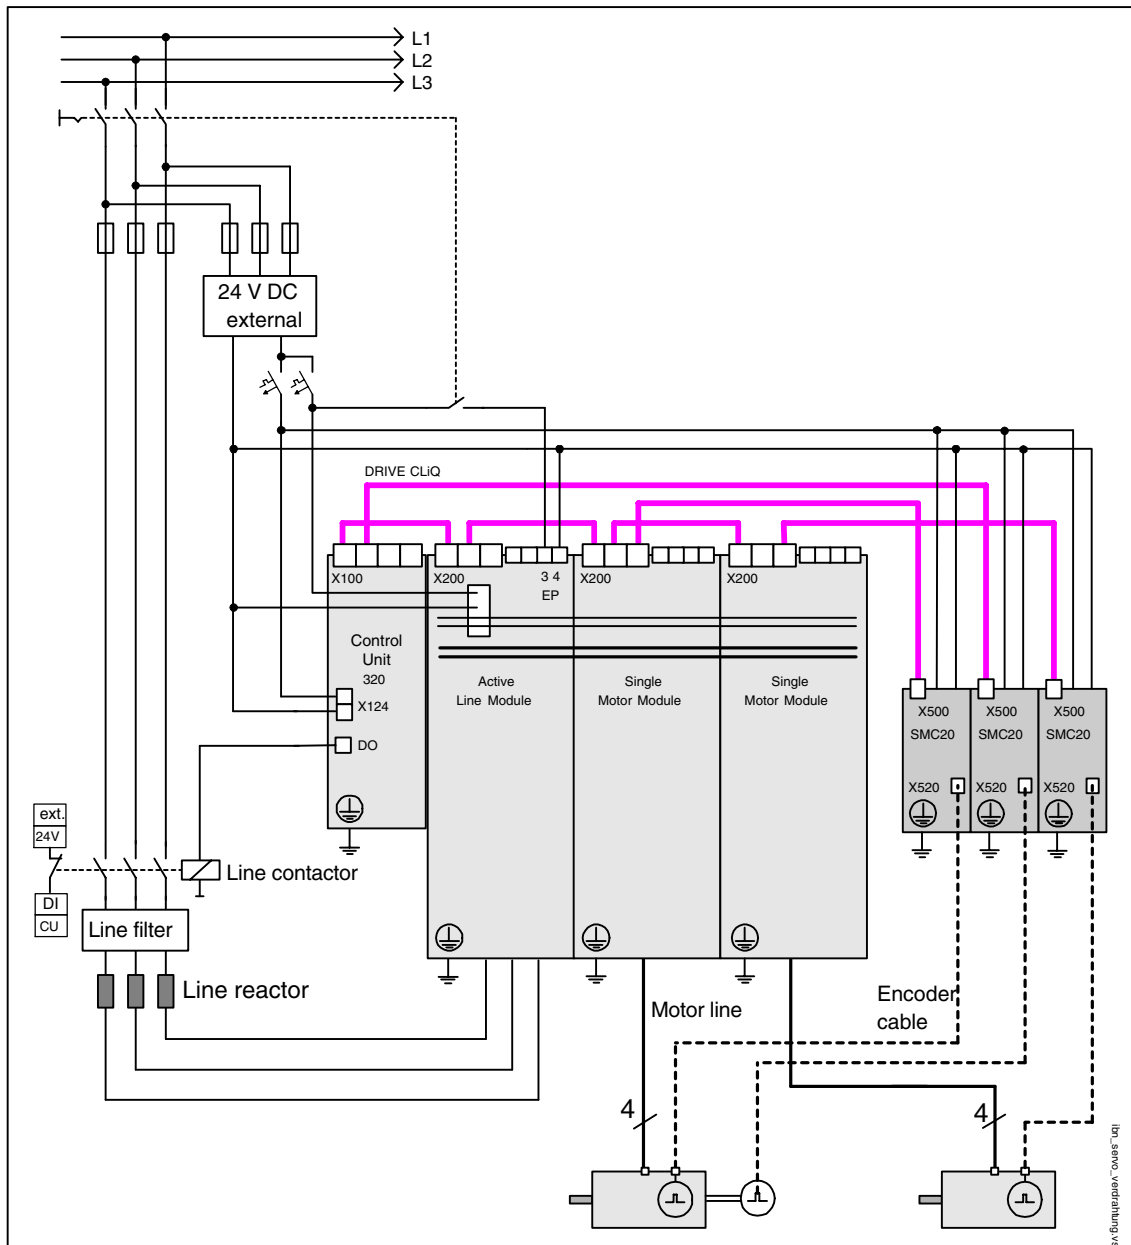 L1
L2
L3
24 V DC
external
DRIVE CLiQ
X100
X200
3 4
EP
X200
X200
Control
Unit
320
X124
DO
Active
Line Module
Single
Motor Module
Single
Motor Module
X500
SMC20
X520
X500
SMC20
X520
X500
SMC20
X520
ext.
24V
DI
CU
Line contactor
Line filter
Line reactor
Motor line
Encoder
cable
4
4
ibn_servo_verdrahtung.vs